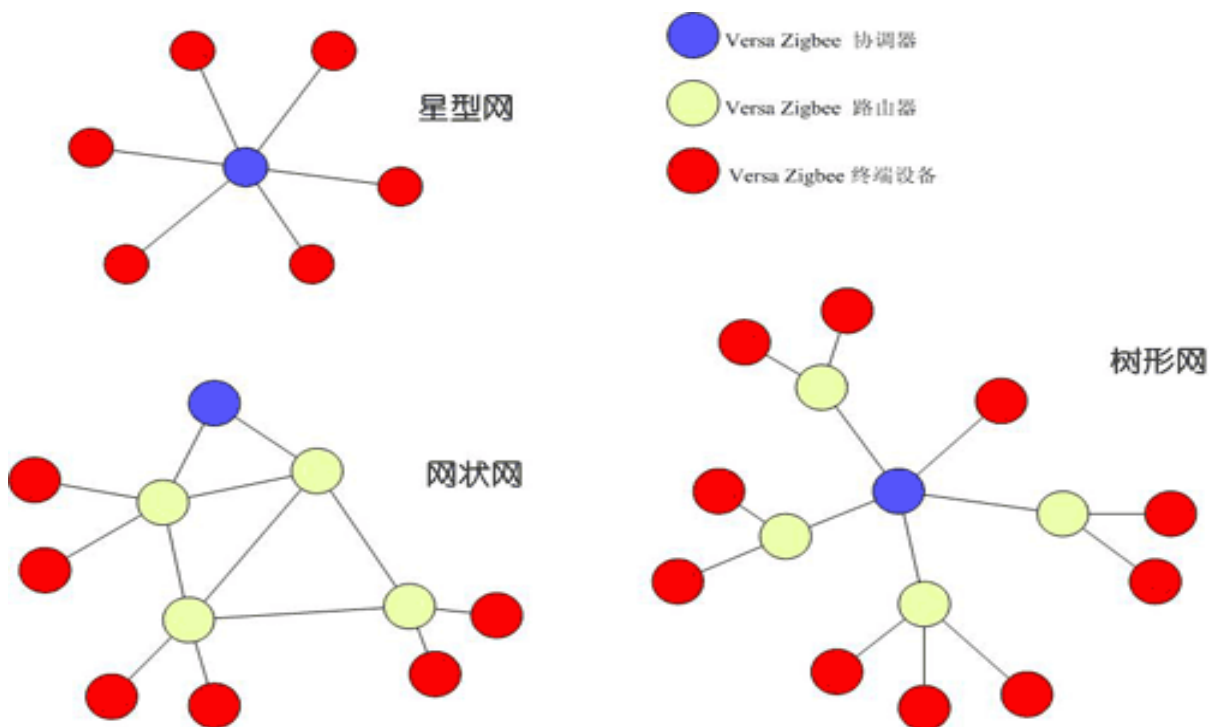 星型网
Versa Zigbee 协调器
Versa Zigbee 路由器
Versa Zigbee 终端设备
网状网
树形网